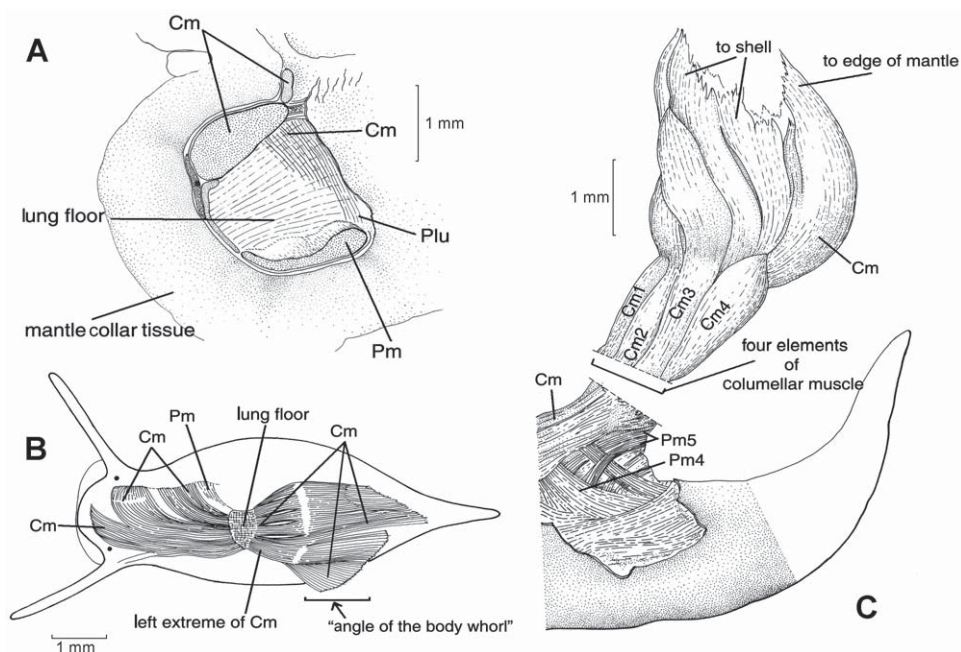 A
Cm
1 mm
Cm
lung floor
Plu
mantle collar tissue
Pm
B
Cm
Pm
lung floor
Cm
Cm
left extreme of Cm
"angle of the body whorl"
1 mm
to shell
to edge of mantle
1 mm
Cm
Cm1
Cm2
Cm3
Cm4
four elements
of
columellar muscle
Cm
Pm5
Pm4
C